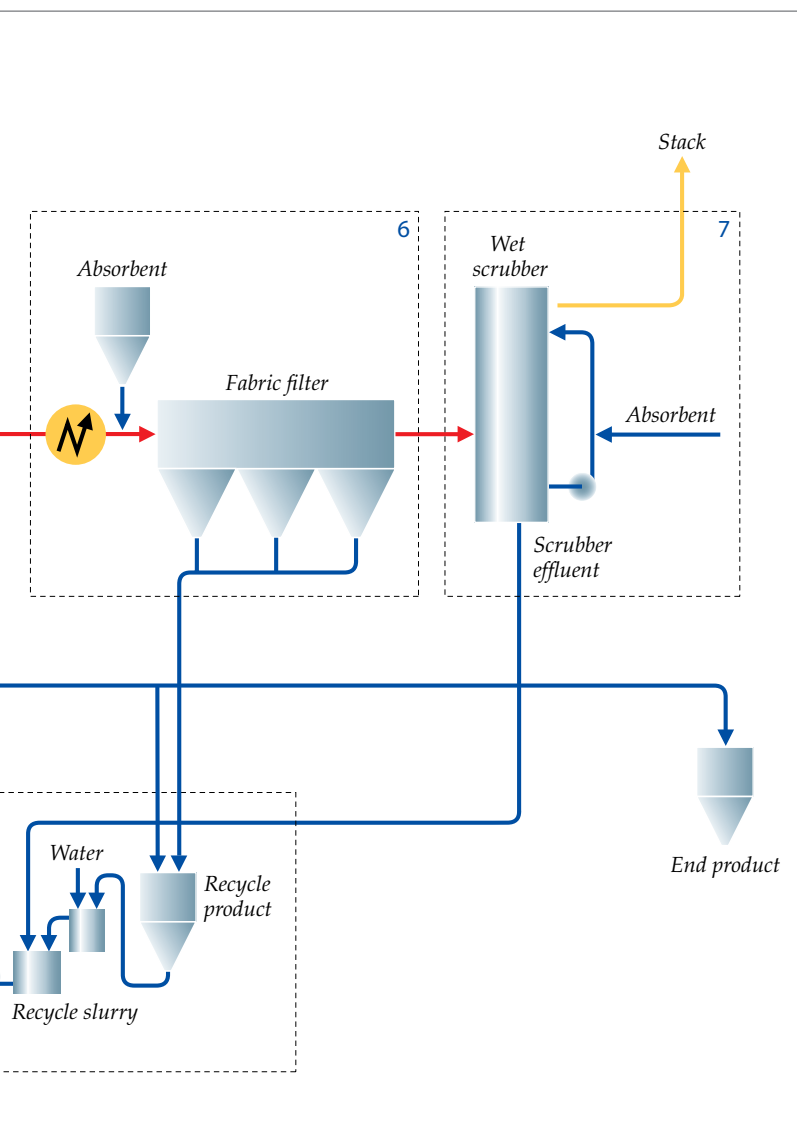 Stack
6
7
Wet
scrubber
Absorbent
Fabric filter
Absorbent
Scrubber
effluent
Water
End product
Recycle
product
Recycle slurry